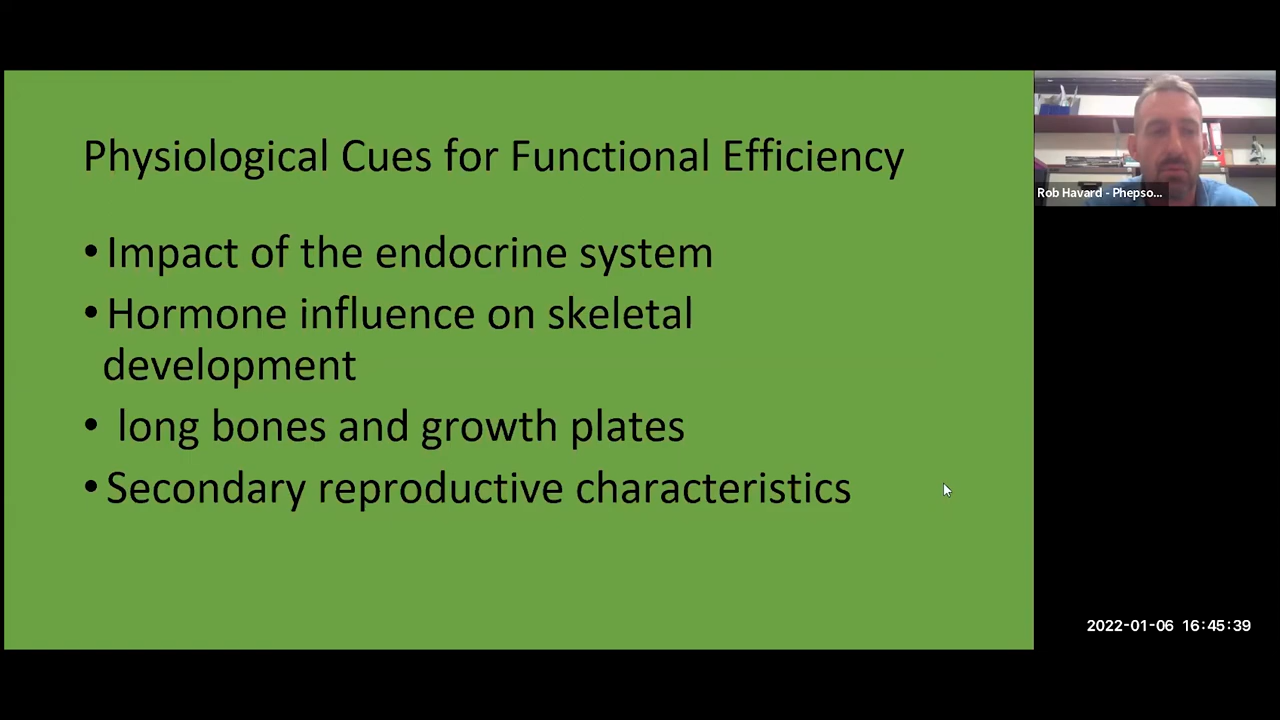 Physiological Cues for Functional Efficiency
• Impact of the endocrine system
• Hormone influence on skeletal
development
• long bones and growth plates
• Secondary reproductive characteristics
Rob Havard - Phepso...
2022-01-06 16:45:39